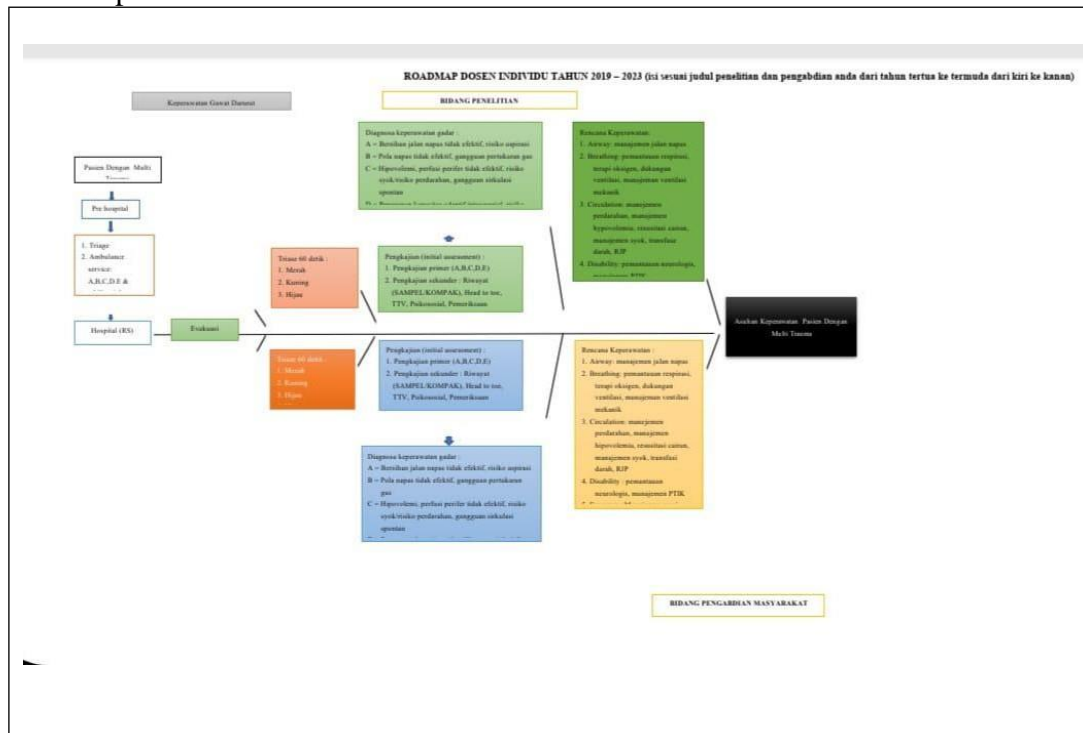 ROADMAP DOSEN INDIVIDU TAHUN 2019 – 2023 (isi sesuai judul penelitian dan pengabdian anda dari tahun tertua ke termuda dari kiri ke kanan)
Keperawatan Gawat Darurat
BIDANG PENELITIAN
Pasien Dengan Multi
Pre hospital
1. Triage
2. Ambulance
service:
A,B,C,D,E &
Hospital (RS)
Evakuasi
Triase 60 detik :
1. Merah
2. Kuning
3. Hijau
Triase 60 detik :
1. Merah
2. Kuning
3. Hijau
Diagnosa keperawatan gadar :
A = Bersihan jalan napas tidak efektif, risiko aspirasi
B = Pola napas tidak efektif, gangguan pertukaran gas
C = Hipovolemi, perfusi perifer tidak efektif, risiko
syok/risiko perdarahan, gangguan sirkulasi
spontan
Pengkajian (initial assessment) :
1. Pengkajian primer (A,B,C,D,E)
2. Pengkajian sekunder : Riwayat
(SAMPEL/KOMPAK), Head to toe,
TTV, Psikososial, Pemeriksaan
Pengkajian (initial assessment) :
1. Pengkajian primer (A,B,C,D,E)
2. Pengkajian sekunder : Riwayat
(SAMPEL/KOMPAK), Head to toe,
TTV, Psikososial, Pemeriksaan
Diagnosa keperawatan gadar :
A = Bersihan jalan napas tidak efektif, risiko aspirasi
B = Pola napas tidak efektif, gangguan pertukaran
gas
C = Hipovolemi, perfusi perifer tidak efektif, risiko
syok/risiko perdarahan, gangguan sirkulasi
spontan
Rencana Keperawatan:
1. Airway: manajemen jalan napas
2. Breathing: pemantauan respirasi,
terapi oksigen, dukungan
ventilasi, manajemen ventilasi
mekanik
3. Circulation: manajemen
perdarahan, manajemen
hypovolemia, resusitasi cairan,
manajemen syok, transfusi
darah, RJP
4. Disability: pemantauan neurologis,
Rencana Keperawatan :
1. Airway: manajemen jalan napas
2. Breathing: pemantauan respirasi,
terapi oksigen, dukungan
ventilasi, manajemen ventilasi
mekanik
3. Circulation: manejemen
perdarahan, manajemen
hipovolemia, resusitasi cairan,
manajemen syok, transfusi
darah, RJP
4. Disability : pemantauan
neurologis, manajemen PTIK
Asuhan Keperawatan Pasien Dengan
Multi Trauma
BIDANG PENGABDIAN MASYARAKAT